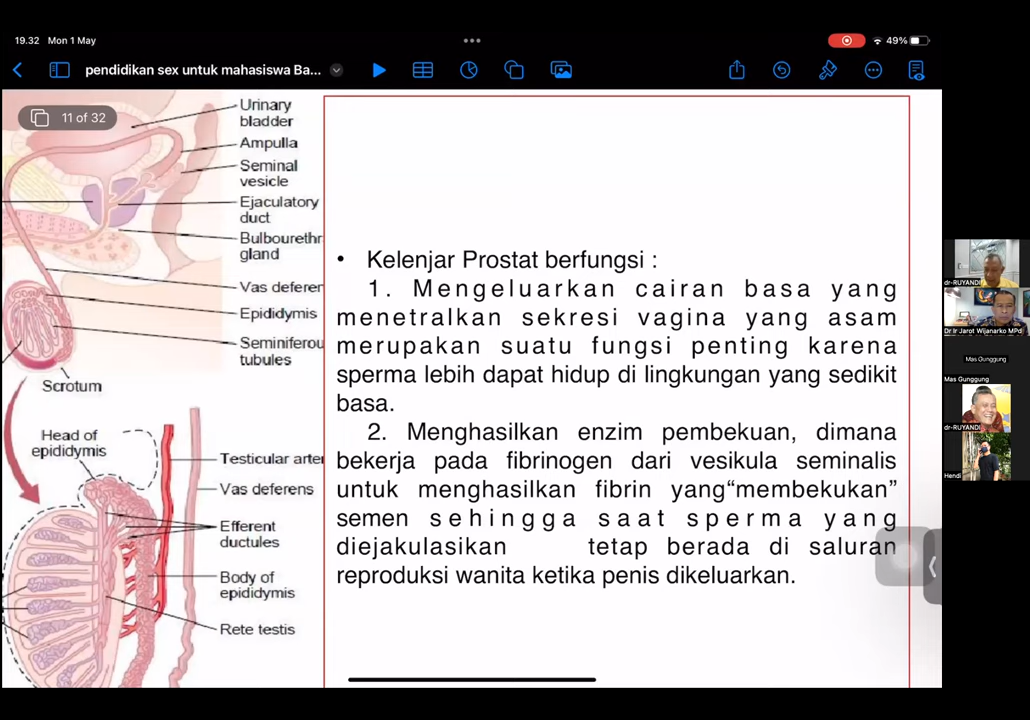 19.32 Mon 1 May
49%
pendidikan sex untuk mahasiswa Ba...
11 of 32
Urinary
bladder
Ampulla
Seminal
vesicle
Ejaculatory
duct
Bulbourethr
gland
Vas deferen
Epididymis
Seminiferou
tubules
Scrotum
Head of
epididymis
Testicular arter
Vas deferens
Efferent
ductules
Body of
epididymis
Rete testis
• Kelenjar Prostat berfungsi :
1. Mengeluarkan cairan basa yang
menetralkan sekresi vagina yang asam
merupakan suatu fungsi penting karena
sperma lebih dapat hidup di lingkungan yang sedikit
basa.
2. Menghasilkan enzim pembekuan, dimana
bekerja pada fibrinogen dari vesikula seminalis
untuk menghasilkan fibrin yang“membekukan”
semen sehingga saat sperma yang
diejakulasikan tetap berada di saluran
reproduksi wanita ketika penis dikeluarkan.
dr-RUYANDI
Dr Ir Jarot Wijanarko MPd
Mas Gunggung
Mas Gunggung
dr-RUYANDI
Hendi